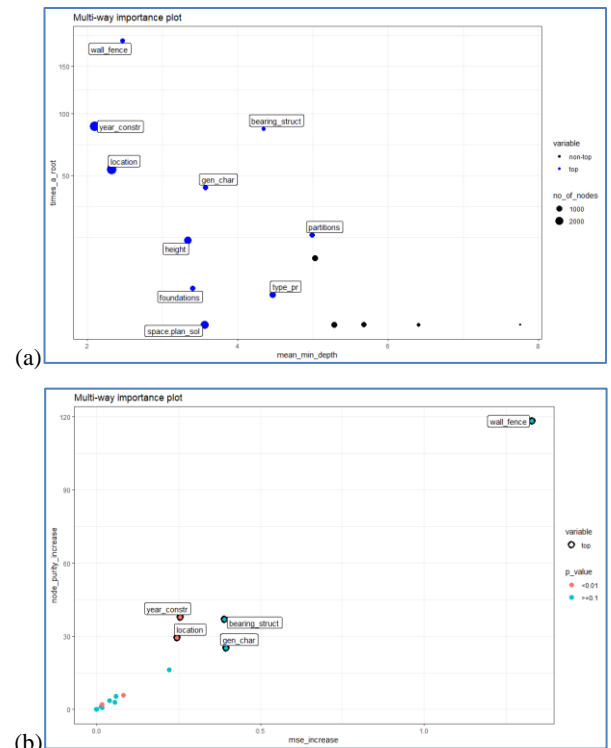 Multi-way importance plot
wall_fence
150
100
year_constr
bearing_struct
location
50
gen_char
times_a_root
partitions
height
type_pr
foundations
space.plan_sol
2
4
6
8
mean_min_depth
variable
non-top
top
no_of_nodes
1000
2000
(a)
Multi-way importance plot
120
wall_fence
90
60
node_purity_increase
year_constr
bearing_struct
location
30
gen_char
0
0.0
0.5
1.0
mse_increase
variable
top
p_value
<0.01
>=0.1
(b)